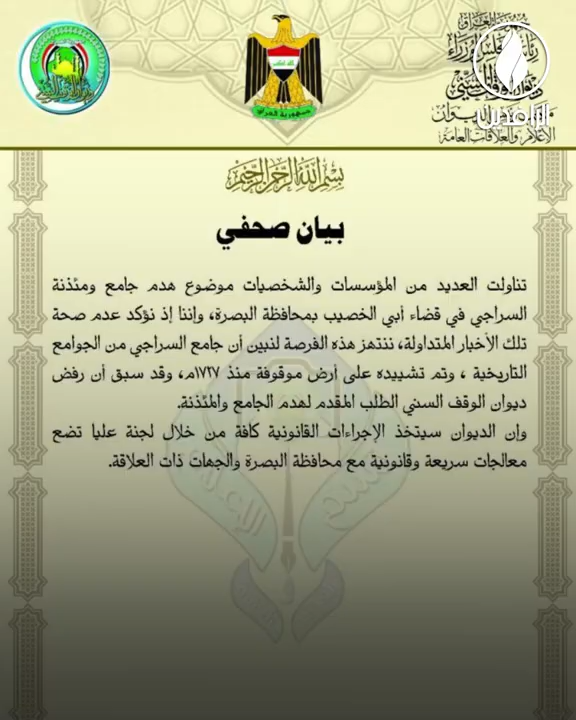 جمهورية العراق
الرافدين
الإعلام والعلاقات العامة
جمهورية العراق
بسم الله الرحمن الرحيم
بيان صحفي
تناولت العديد من المؤسسات والشخصيات موضوع هدم جامع ومئذنة
السراجي في قضاء أبي الخصيب بمحافظة البصرة، وإننا إذ نؤكد عدم صحة
تلك الأخبار المتداولة، ننتهز هذه الفرصة لنبين أن جامع السراجي من الجوامع
التاريخية ، وتم تشييده على أرض موقوفة منذ ١٧٢٧م، وقد سبق أن رفض
ديوان الوقف السني الطلب المقدم لهدم الجامع والمئذنة.
وإن الديوان سيتخذ الإجراءات القانونية كافة من خلال لجنة عليا تضع
معالجات سريعة وقانونية مع محافظة البصرة والجهات ذات العلاقة.